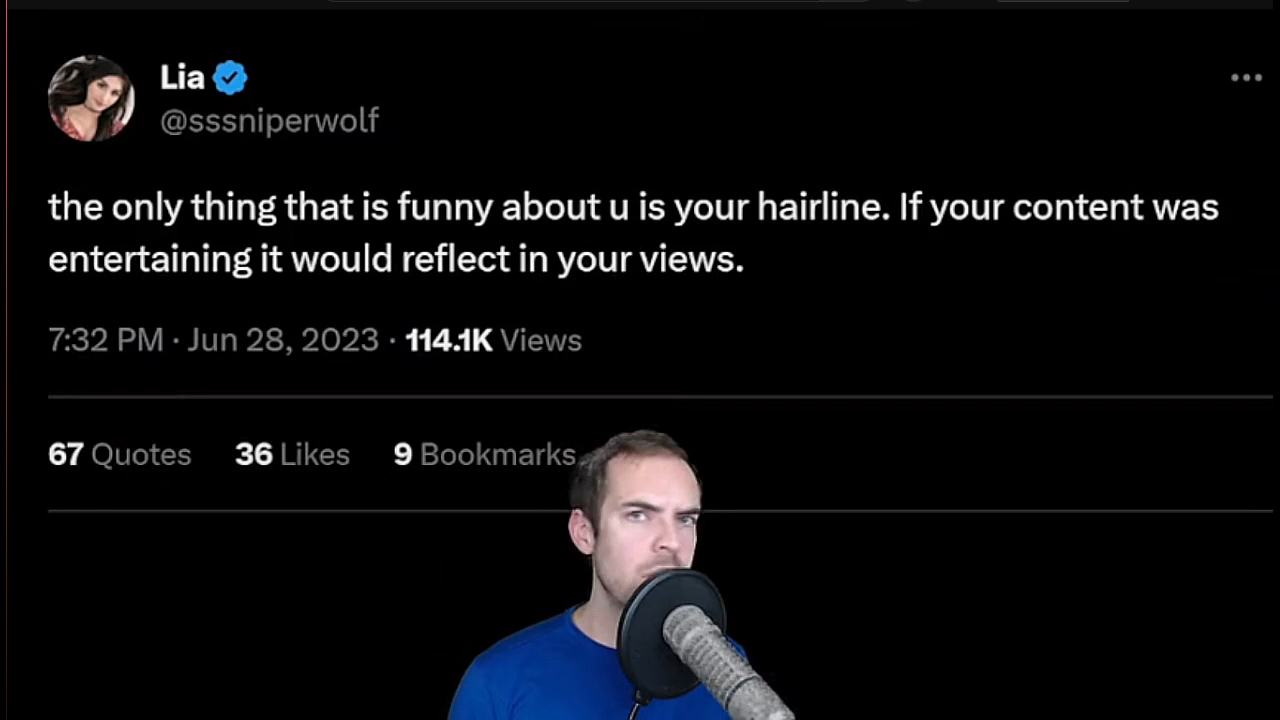 Lia
@sssniperwolf
the only thing that is funny about u is your hairline. If your content was
entertaining it would reflect in your views.
7:32 PM · Jun 28, 2023 · 114.1K Views
67 Quotes 36 Likes 9 Bookmarks